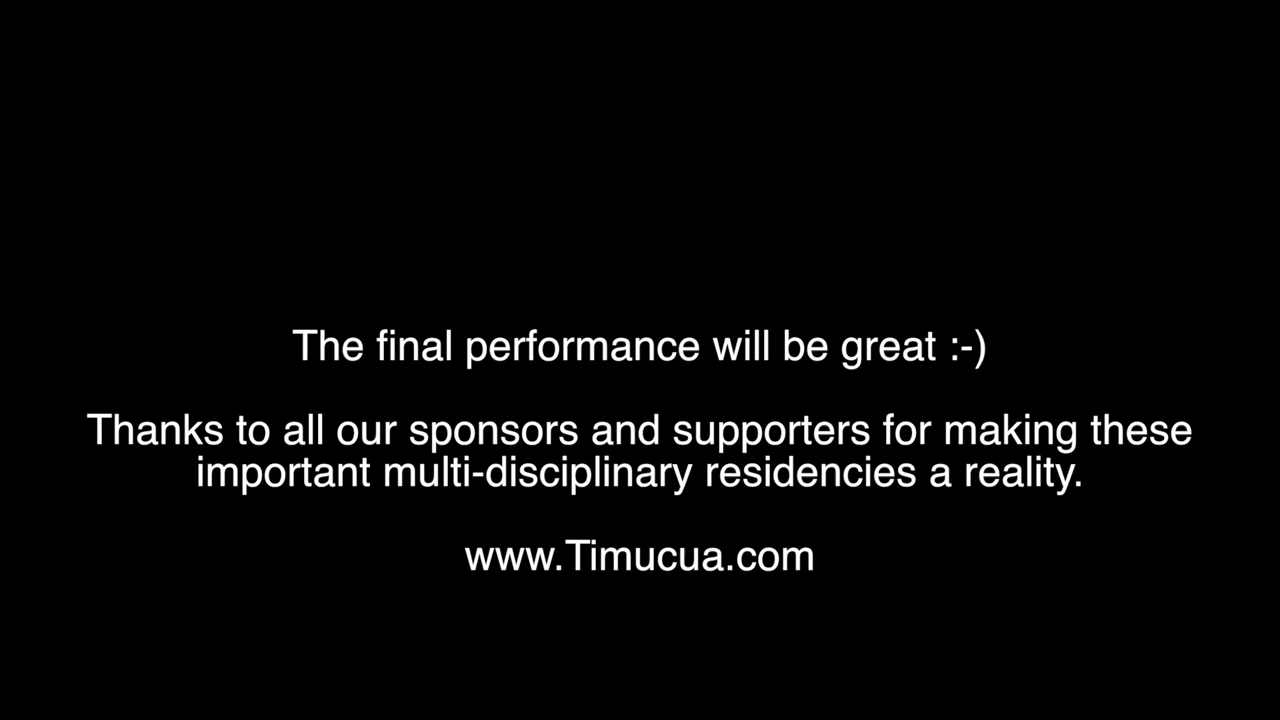 The final performance will be great :-)
Thanks to all our sponsors and supporters for making these
important multi-disciplinary residencies a reality.
www.Timucua.com